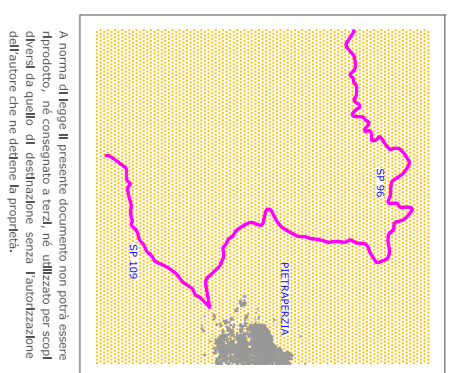 SP 96
PIETRAPERZIA
SP 109
A norma di legge il presente documento non potrà essere
riprodotto, né consegnato a terzi, né utilizzato per scopi
diversi da quello di destinazione senza l'autorizzazione
dell'autore che ne detiene la proprietà.